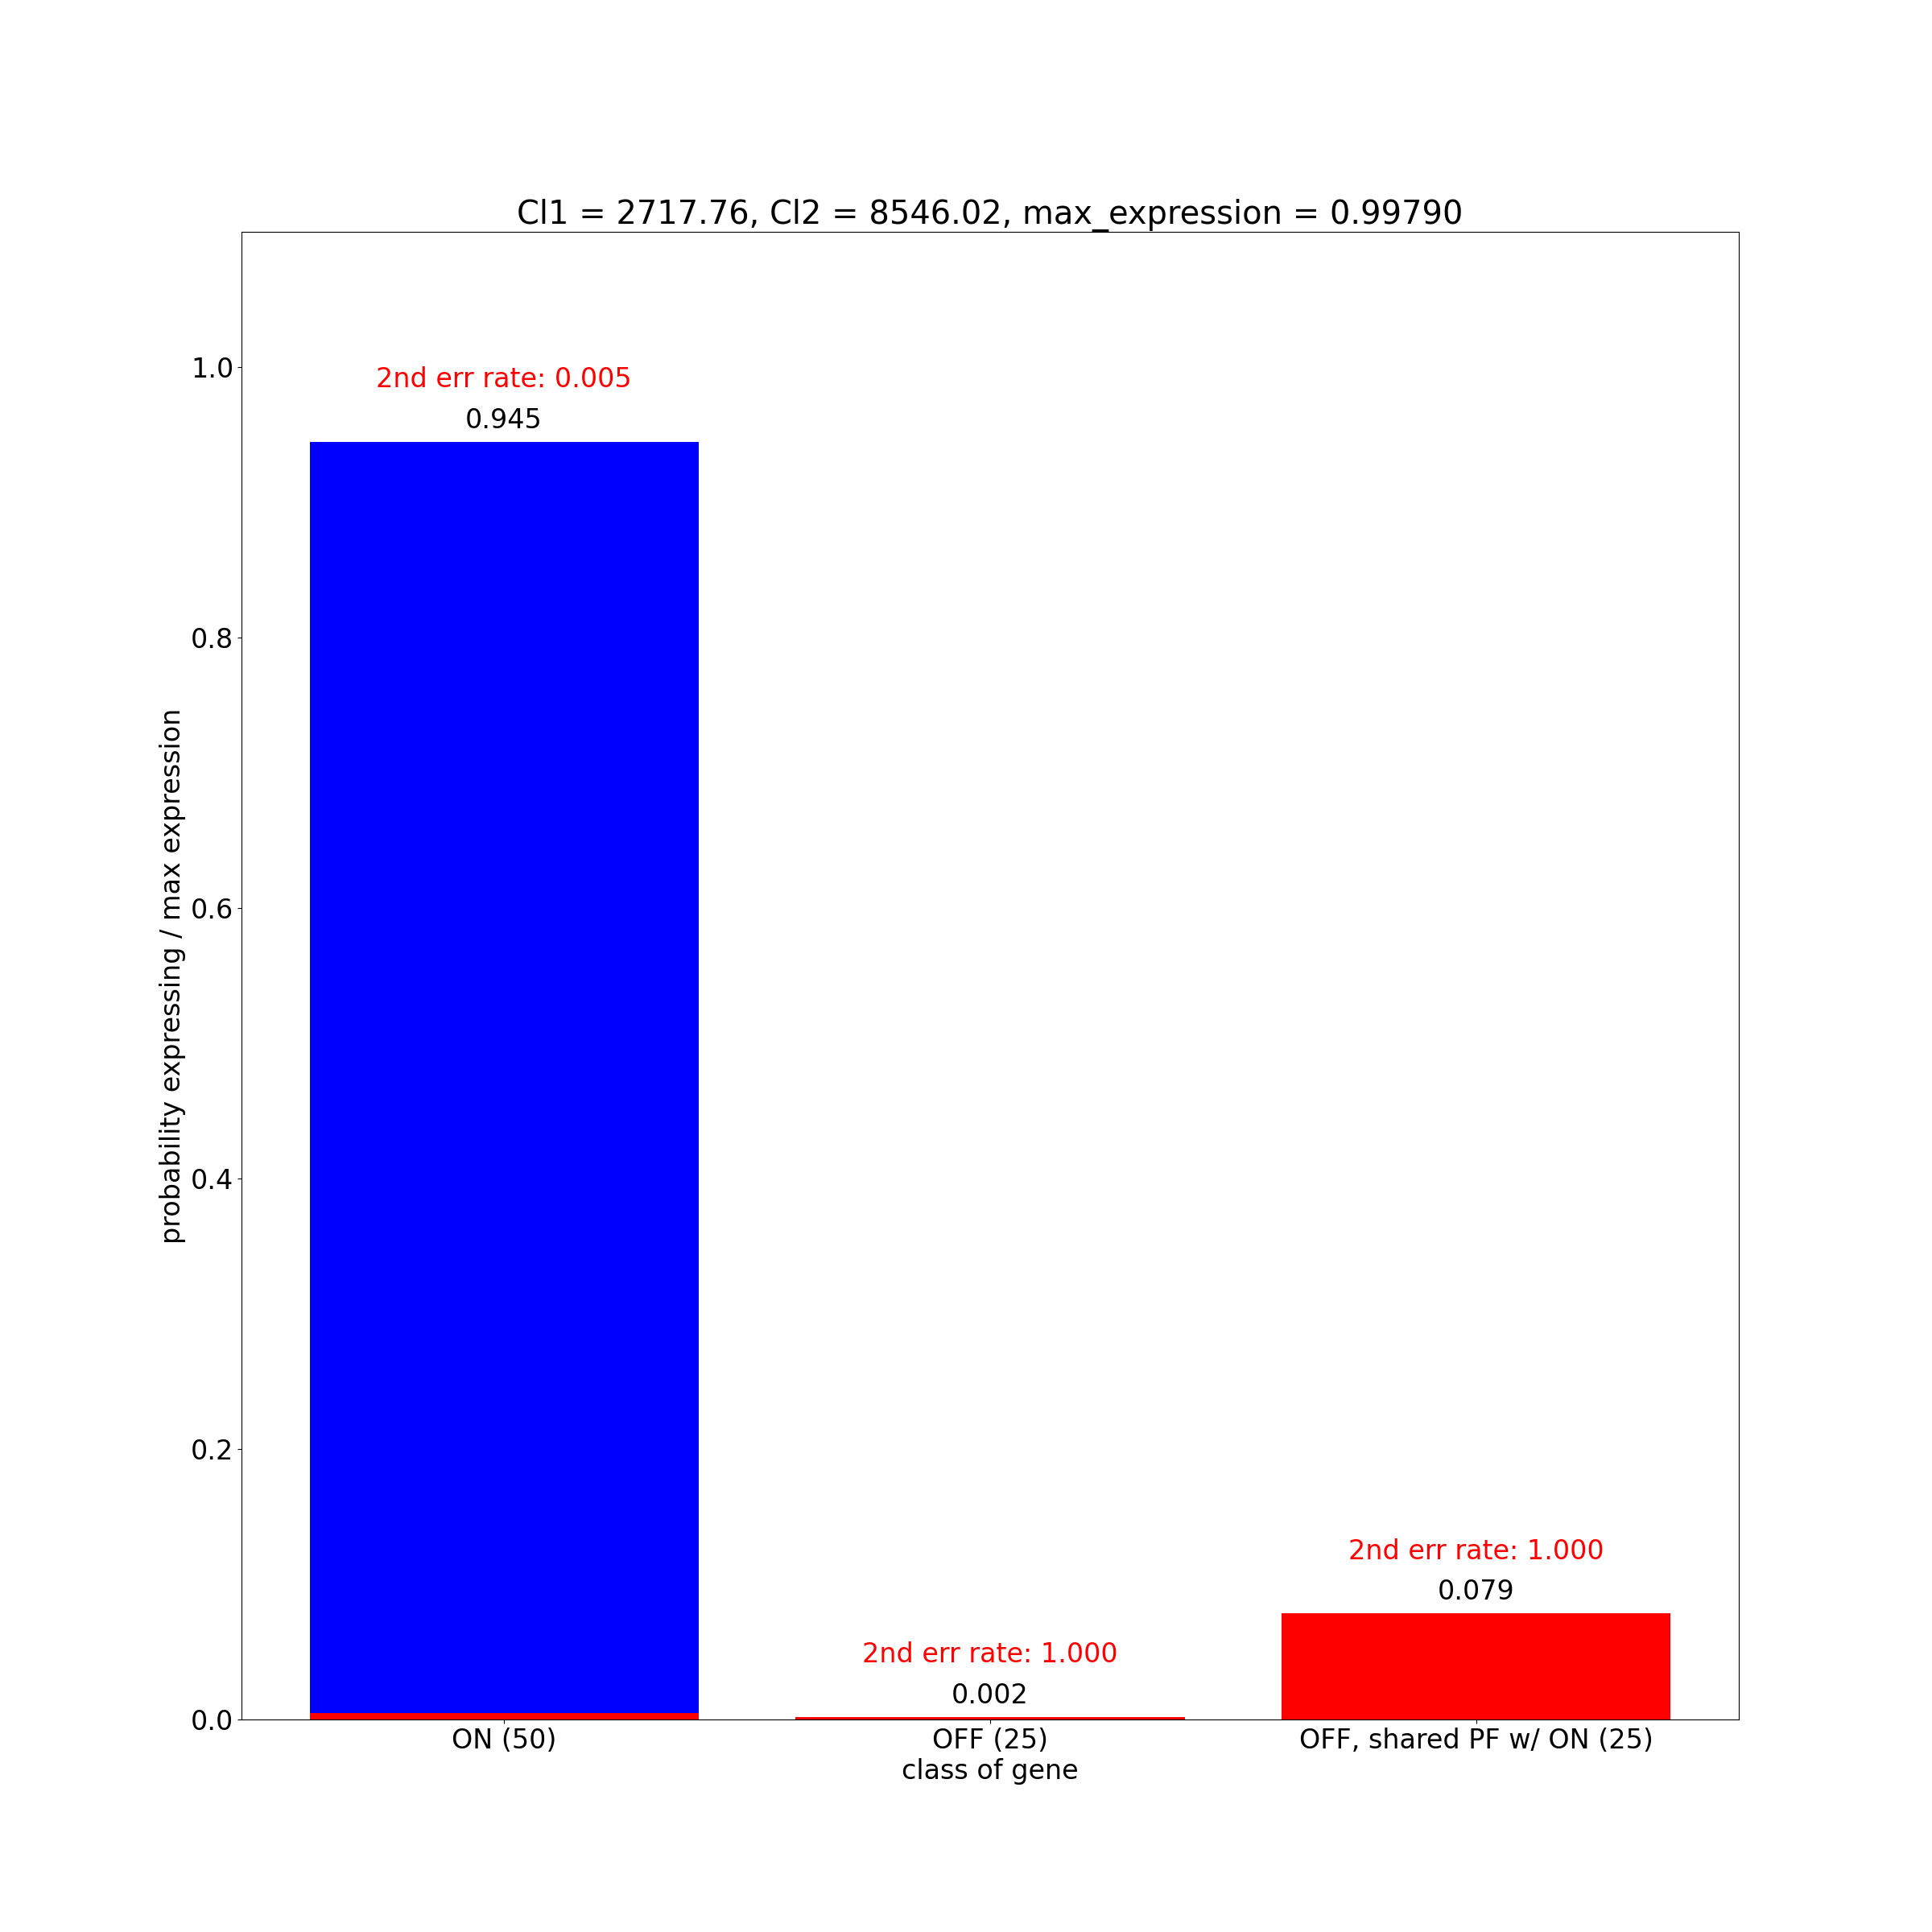 Cl1 = 2717.76, Cl2 = 8546.02, max_expression = 0.99790
probability expressing / max expression
1.0
0.8
0.6
0.4
0.2
0.0
2nd err rate: 0.005
0.945
2nd err rate: 1.000
0.002
2nd err rate: 1.000
0.079
ON (50)
OFF (25)
OFF, shared PF w/ ON (25)
class of gene